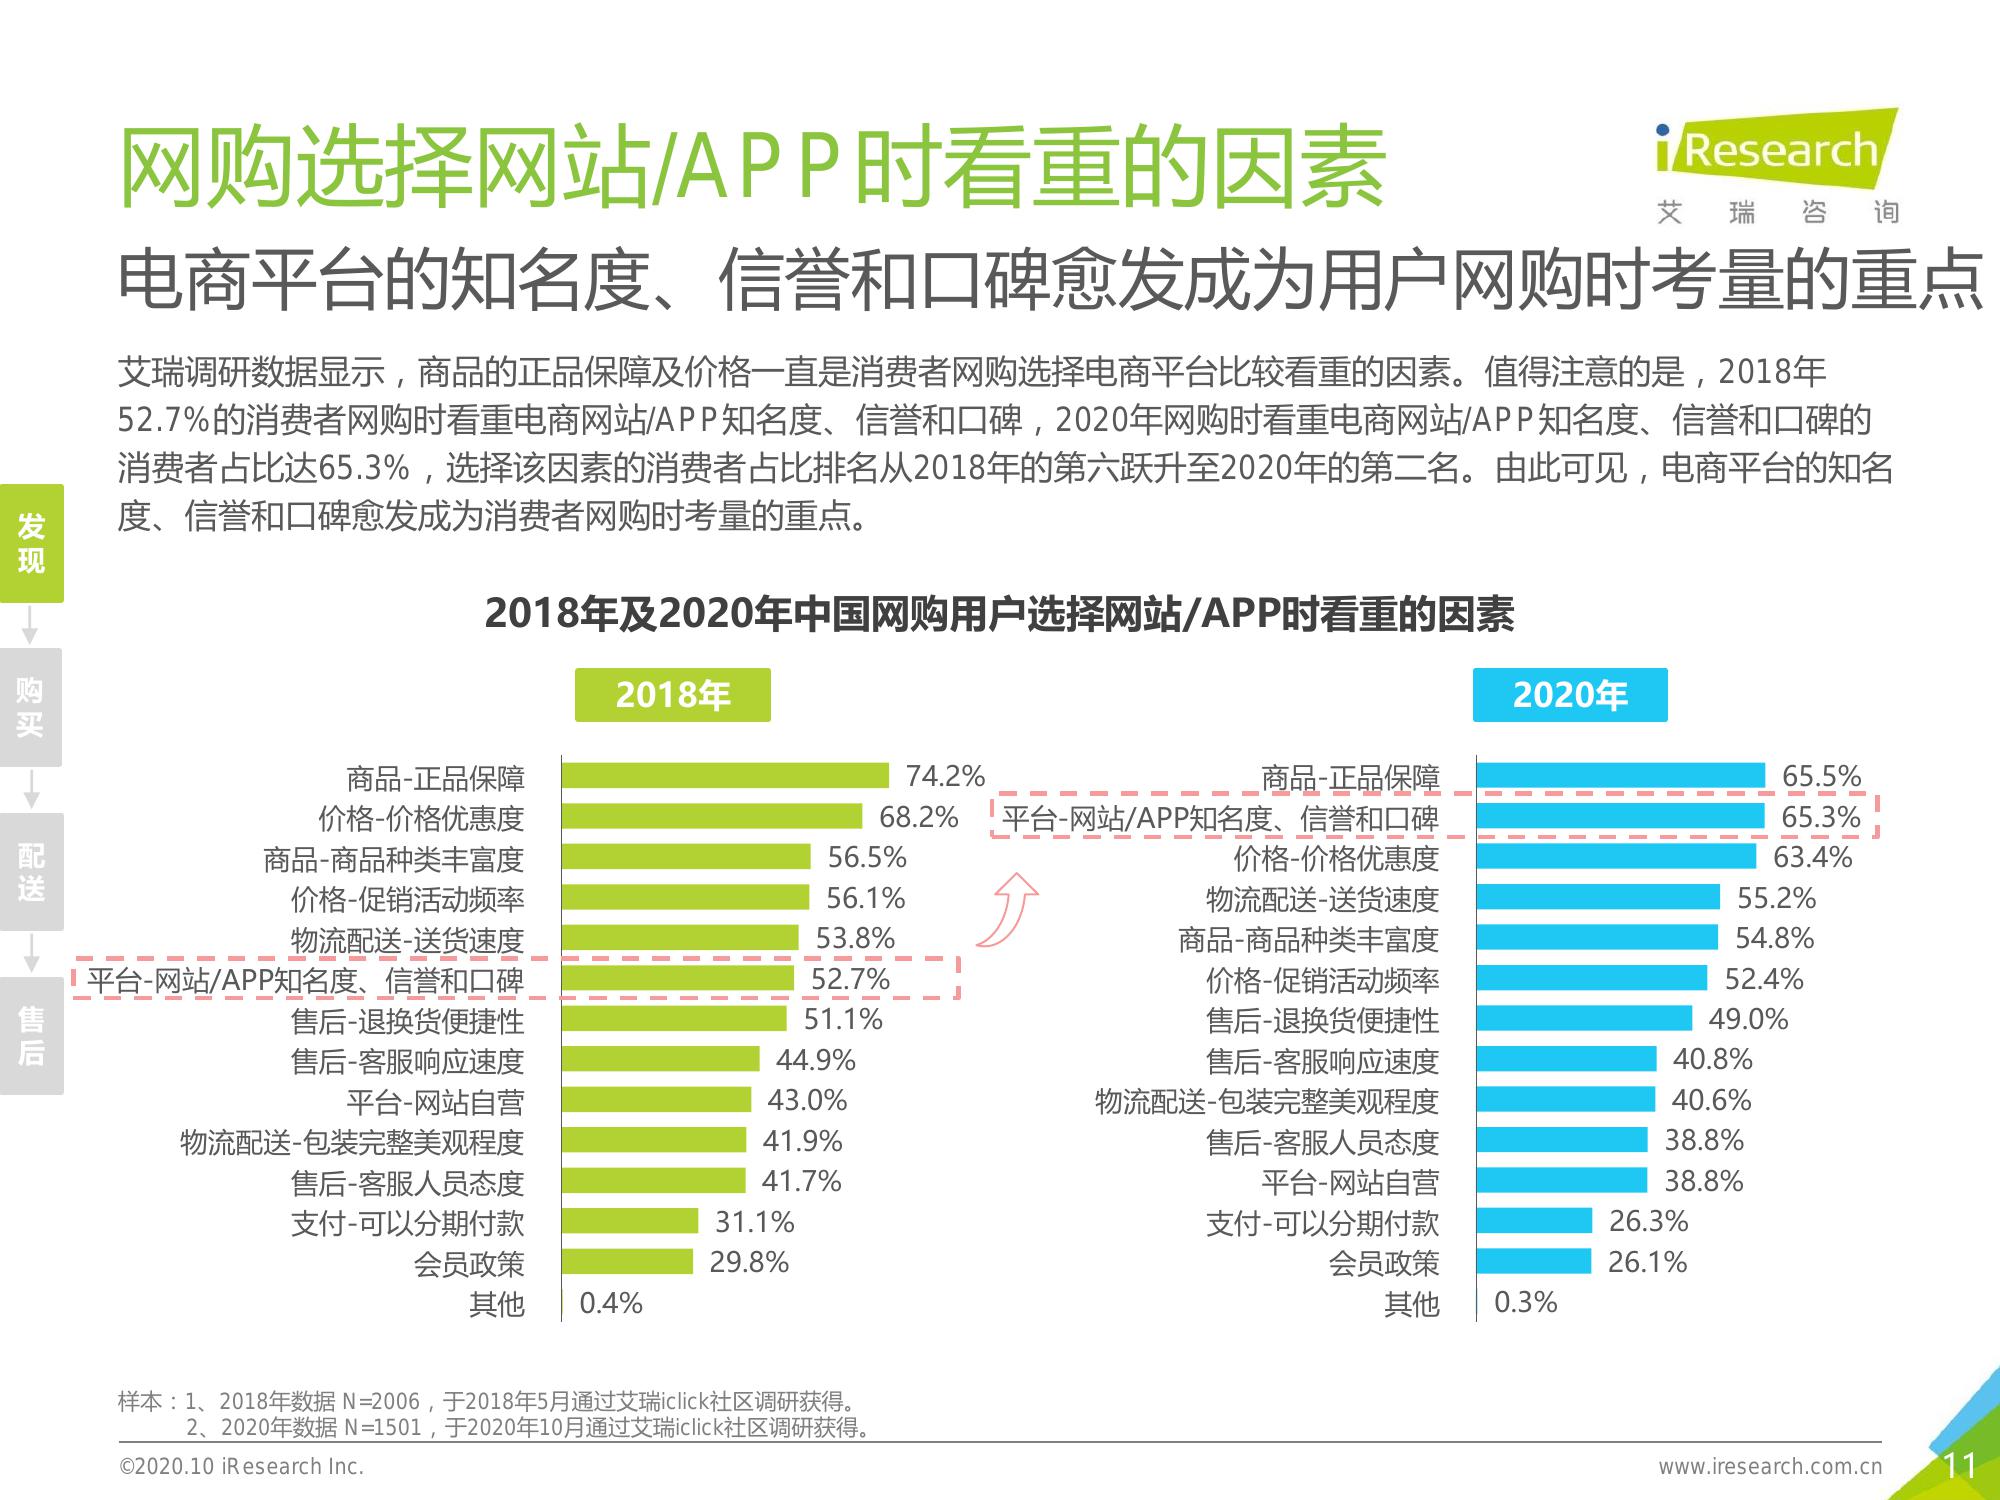 网购选择网站/APP时看重的因素
iResearch
艾瑞咨询
电商平台的知名度、信誉和口碑愈发成为用户网购时考量的重点
艾瑞调研数据显示，商品的正品保障及价格一直是消费者网购选择电商平台比较看重的因素。值得注意的是，2018年
52.7%的消费者网购时看重电商网站/APP知名度、信誉和口碑，2020年网购时看重电商网站/APP知名度、信誉和口碑的
消费者占比达65.3%，选择该因素的消费者占比排名从2018年的第六跃升至2020年的第二名。由此可见，电商平台的知名
度、信誉和口碑愈发成为消费者网购时考量的重点。
发现
购买
配送
售后
2018年及2020年中国网购用户选择网站/APP时看重的因素
2018年
商品-正品保障 74.2%
价格-价格优惠度 68.2%
商品-商品种类丰富度 56.5%
价格-促销活动频率 56.1%
物流配送-送货速度 53.8%
平台-网站/APP知名度、信誉和口碑 52.7%
售后-退换货便捷性 51.1%
售后-客服响应速度 44.9%
平台-网站自营 43.0%
物流配送-包装完整美观程度 41.9%
售后-客服人员态度 41.7%
支付-可以分期付款 31.1%
会员政策 29.8%
其他 0.4%
2020年
商品-正品保障 65.5%
平台-网站/APP知名度、信誉和口碑 65.3%
价格-价格优惠度 63.4%
物流配送-送货速度 55.2%
商品-商品种类丰富度 54.8%
价格-促销活动频率 52.4%
售后-退换货便捷性 49.0%
售后-客服响应速度 40.8%
物流配送-包装完整美观程度 40.6%
售后-客服人员态度 38.8%
平台-网站自营 38.8%
支付-可以分期付款 26.3%
会员政策 26.1%
其他 0.3%
样本：1、2018年数据 N=2006，于2018年5月通过艾瑞iclick社区调研获得。
2、2020年数据 N=1501，于2020年10月通过艾瑞iclick社区调研获得。
©2020.10 iResearch Inc.
www.iresearch.com.cn
11